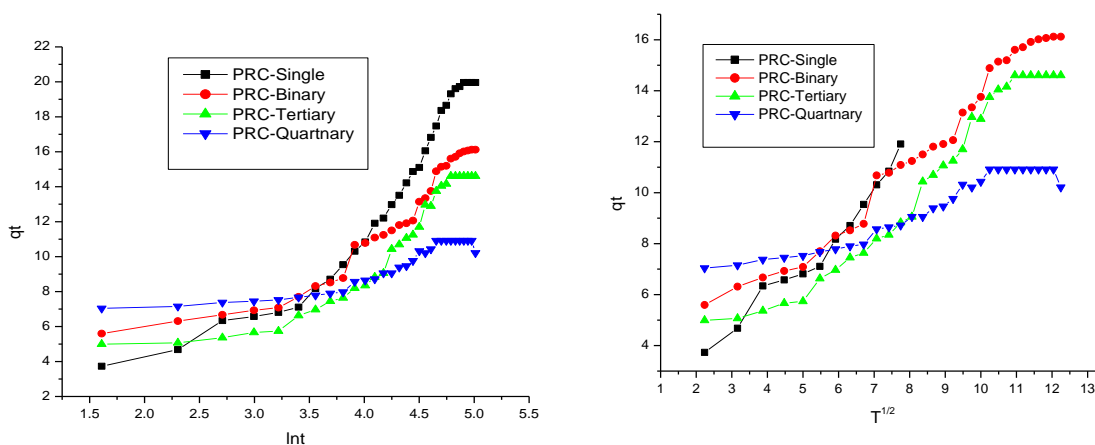 22
20
18
16
14
12
10
8
6
4
2
qt
PRC-Single
PRC-Binary
PRC-Tertiary
PRC-Quartnary
1.5 2.0 2.5 3.0 3.5 4.0 4.5 5.0 5.5
lnt
16
14
12
10
8
6
4
qt
PRC-Single
PRC-Binary
PRC-Tertiary
PRC-Quartnary
1 2 3 4 5 6 7 8 9 10 11 12 13
T^1/2